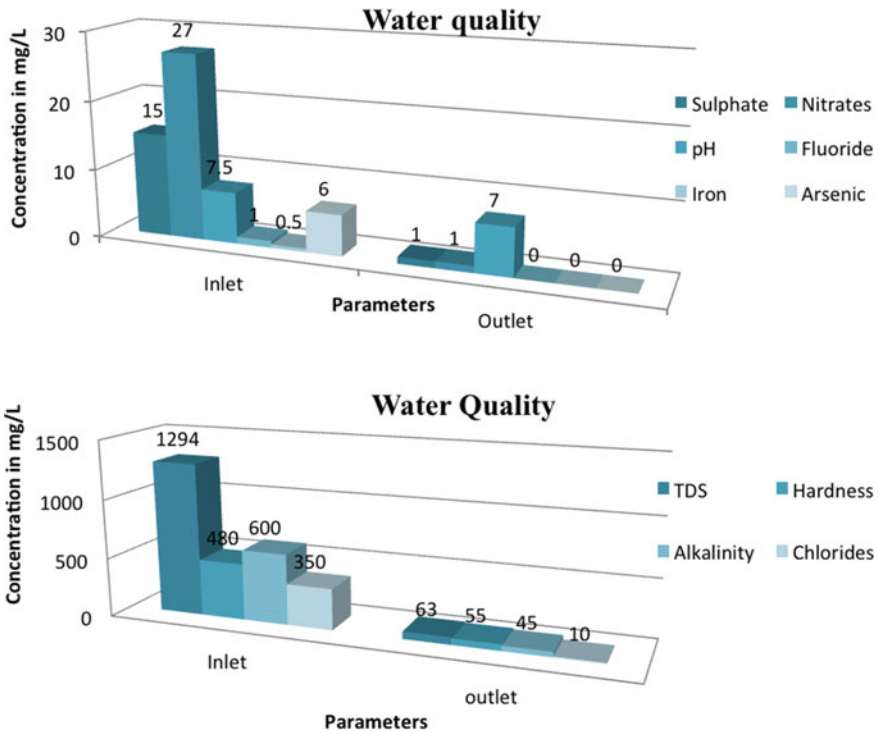 Water quality
Concentration in mg/L
30
20
10
0
15
27
7.5
1
0.5
6
1
1
7
0
0
0
Inlet
Outlet
Parameters
Sulphate
Nitrates
pH
Fluoride
Iron
Arsenic
Water Quality
Concentration in mg/L
1500
1000
500
0
1294
480
600
350
63
55
45
10
Inlet
outlet
Parameters
TDS
Hardness
Alkalinity
Chlorides